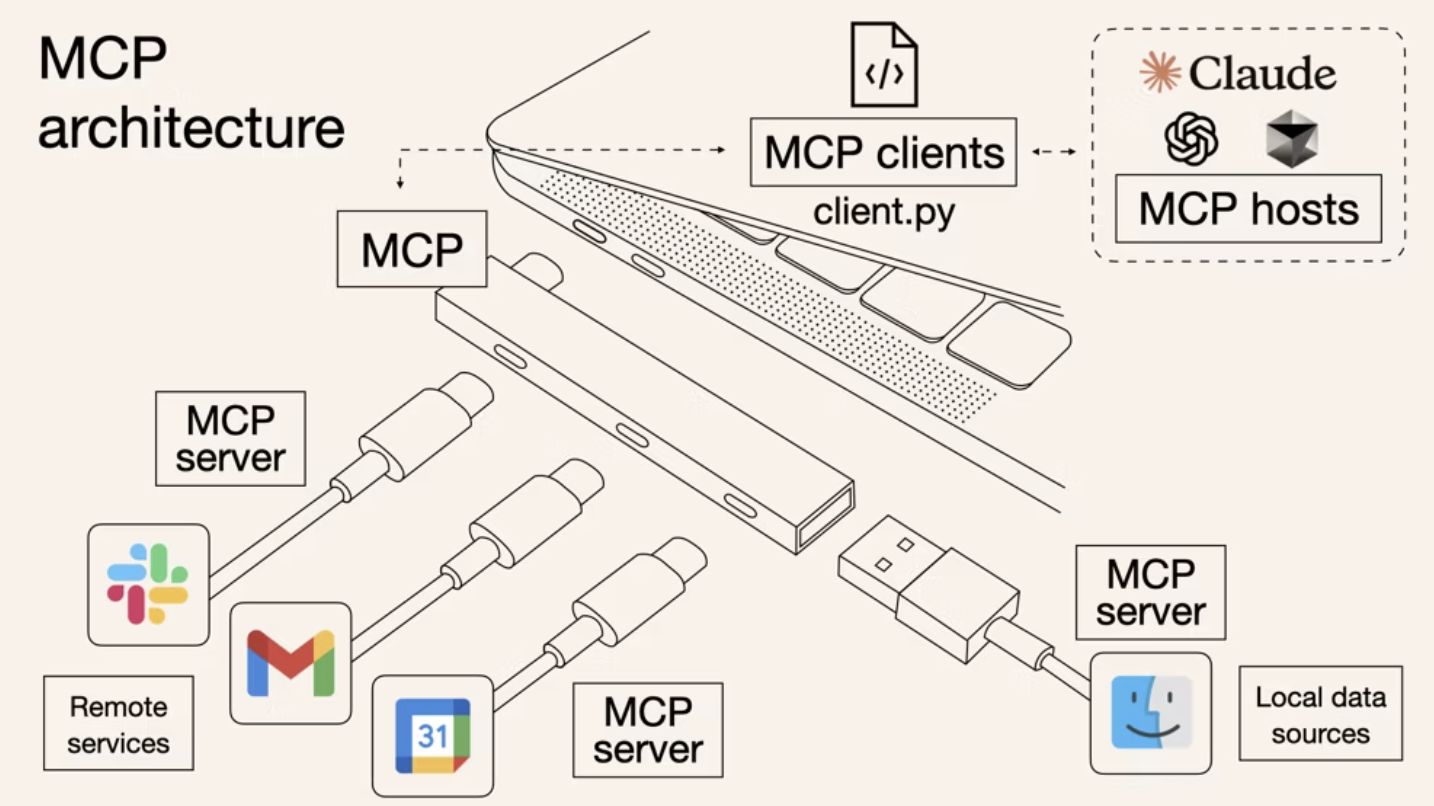 MCP
architecture
</>
MCP clients
client.py
Claude
MCP hosts
MCP
MCP
server
Remote
services
31
MCP
server
MCP
server
Local data
sources